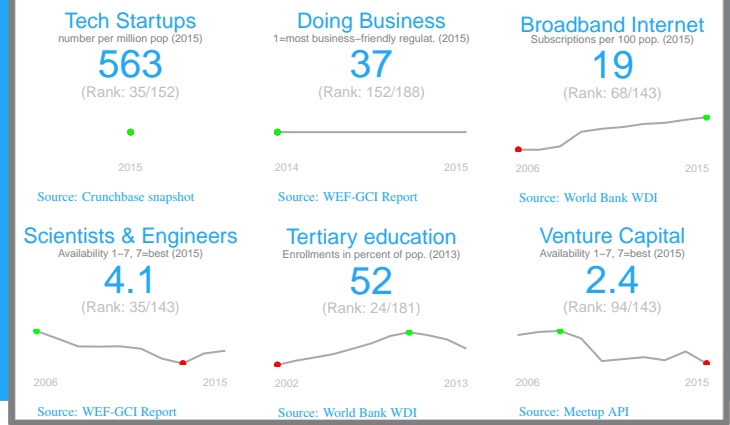 Tech Startups
number per million pop (2015)
563
(Rank: 35/152)
2015
Source: Crunchbase snapshot
Doing Business
1=most business−friendly regulat. (2015)
37
(Rank: 152/188)
2014 2015
Source: WEF-GCI Report
Broadband Internet
Subscriptions per 100 pop. (2015)
19
(Rank: 68/143)
2006 2015
Source: World Bank WDI
Scientists & Engineers
Availability 1−7, 7=best (2015)
4.1
(Rank: 35/143)
2006 2015
Source: WEF-GCI Report
Tertiary education
Enrollments in percent of pop. (2013)
52
(Rank: 24/181)
2002 2013
Source: World Bank WDI
Venture Capital
Availability 1−7, 7=best (2015)
2.4
(Rank: 94/143)
2006 2015
Source: Meetup API